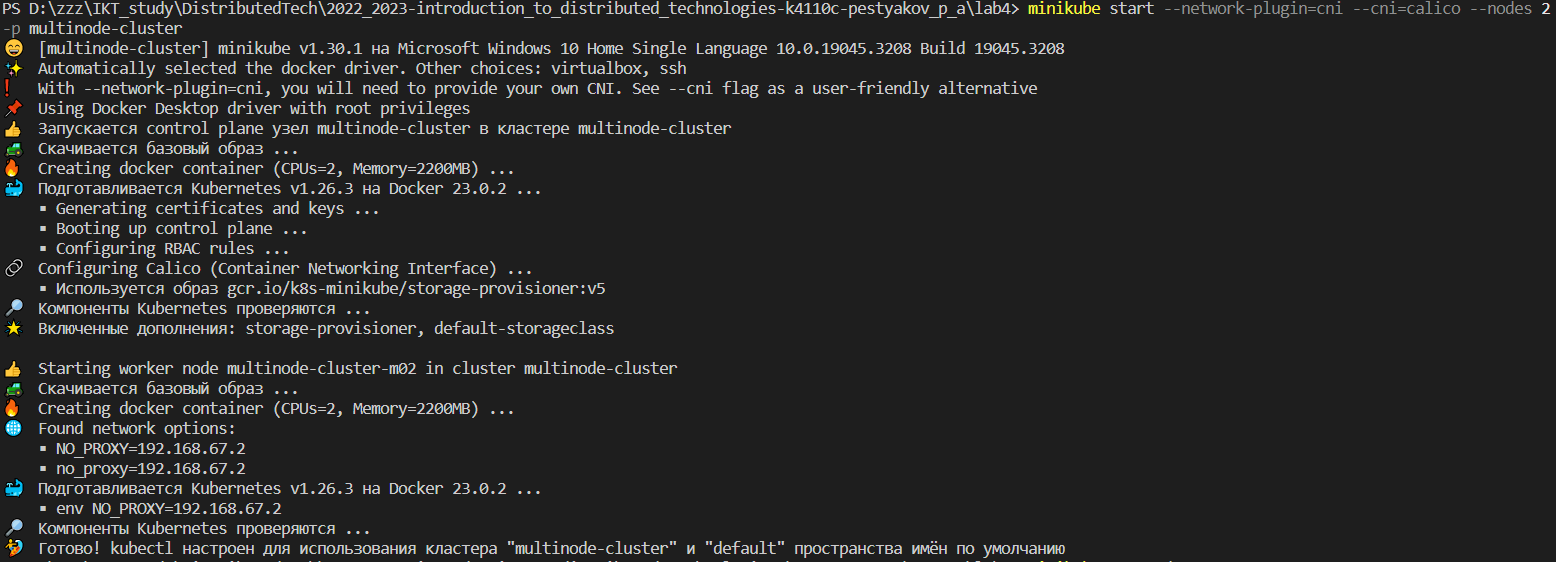 PS D:\zzz\IKT_study\DistributedTech\2022_2023-introduction_to_distributed_technologies-k4110c-pestyakov_p_a\lab4> minikube start --network-plugin=cni --cni=calico --nodes 2
-p multinode-cluster
😄 [multinode-cluster] minikube v1.30.1 на Microsoft Windows 10 Home Single Language 10.0.19045.3208 Build 19045.3208
✨ Automatically selected the docker driver. Other choices: virtualbox, ssh
❗ With --network-plugin=cni, you will need to provide your own CNI. See --cni flag as a user-friendly alternative
📌 Using Docker Desktop driver with root privileges
👍 Запускается control plane узел multinode-cluster в кластере multinode-cluster
🚜 Скачивается базовый образ ...
🔥 Creating docker container (CPUs=2, Memory=2200MB) ...
🐳 Подготавливается Kubernetes v1.26.3 на Docker 23.0.2 ...
▪ Generating certificates and keys ...
▪ Booting up control plane ...
▪ Configuring RBAC rules ...
🔗 Configuring Calico (Container Networking Interface) ...
▪ Используется образ gcr.io/k8s-minikube/storage-provisioner:v5
🔎 Компоненты Kubernetes проверяются ...
🌟 Включенные дополнения: storage-provisioner, default-storageclass
👍 Starting worker node multinode-cluster-m02 in cluster multinode-cluster
🚜 Скачивается базовый образ ...
🔥 Creating docker container (CPUs=2, Memory=2200MB) ...
🌐 Found network options:
▪ NO_PROXY=192.168.67.2
▪ no_proxy=192.168.67.2
🐳 Подготавливается Kubernetes v1.26.3 на Docker 23.0.2 ...
▪ env NO_PROXY=192.168.67.2
🔎 Компоненты Kubernetes проверяются ...
🏄 Готово! kubectl настроен для использования кластера "multinode-cluster" и "default" пространства имён по умолчанию